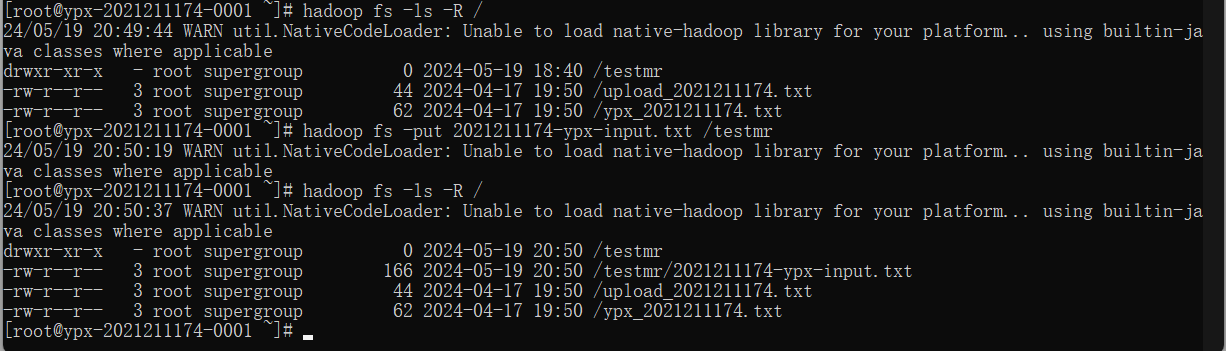 [root@ypx-2021211174-0001 ~]# hadoop fs -ls -R /
24/05/19 20:49:44 WARN util.NativeCodeLoader: Unable to load native-hadoop library for your platform... using builtin-ja
va classes where applicable
drwxr-xr-x   - root supergroup          0 2024-05-19 18:40 /testmr
-rw-r--r--   3 root supergroup         44 2024-04-17 19:50 /upload_2021211174.txt
-rw-r--r--   3 root supergroup         62 2024-04-17 19:50 /ypx_2021211174.txt
[root@ypx-2021211174-0001 ~]# hadoop fs -put 2021211174-ypx-input.txt /testmr
24/05/19 20:50:19 WARN util.NativeCodeLoader: Unable to load native-hadoop library for your platform... using builtin-ja
va classes where applicable
[root@ypx-2021211174-0001 ~]# hadoop fs -ls -R /
24/05/19 20:50:37 WARN util.NativeCodeLoader: Unable to load native-hadoop library for your platform... using builtin-ja
va classes where applicable
drwxr-xr-x   - root supergroup          0 2024-05-19 20:50 /testmr
-rw-r--r--   3 root supergroup        166 2024-05-19 20:50 /testmr/2021211174-ypx-input.txt
-rw-r--r--   3 root supergroup         44 2024-04-17 19:50 /upload_2021211174.txt
-rw-r--r--   3 root supergroup         62 2024-04-17 19:50 /ypx_2021211174.txt
[root@ypx-2021211174-0001 ~]#